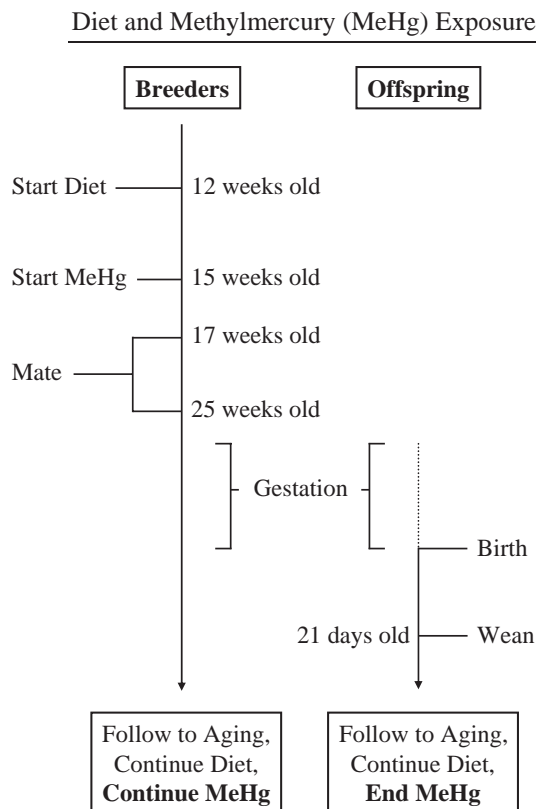 Diet and Methylmercury (MeHg) Exposure
Breeders
Offspring
Start Diet
12 weeks old
Start MeHg
15 weeks old
17 weeks old
Mate
25 weeks old
Gestation
Birth
21 days old
Wean
Follow to Aging,
Continue Diet,
Continue MeHg
Follow to Aging,
Continue Diet,
End MeHg